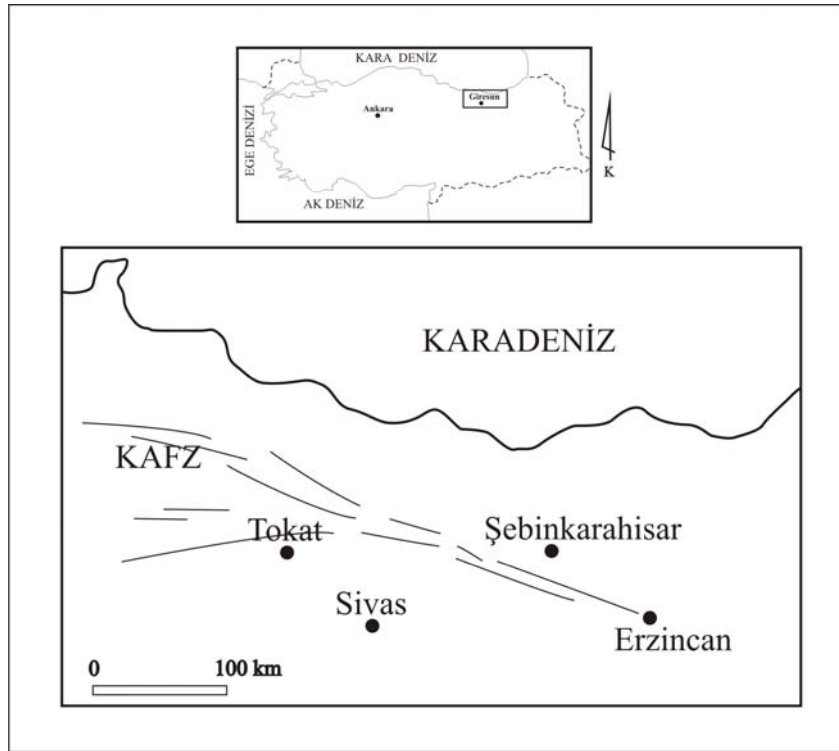 KARA DENİZ
Giresun
Ankara
EGE DENİZİ
K
AK DENİZ
KARADENİZ
KAFZ
Tokat
Şebinkarahisar
Sivas
Erzincan
0
100 km